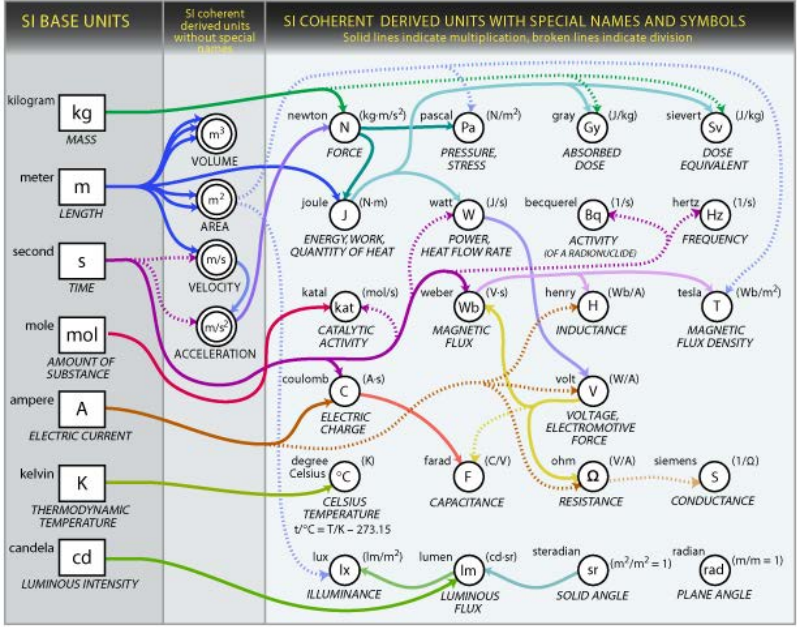 SI BASE UNITS
SI coherent
derived units
without special
names
SI COHERENT DERIVED UNITS WITH SPECIAL NAMES AND SYMBOLS
Solid lines indicate multiplication, broken lines indicate division
kilogram
kg
MASS
meter
m
LENGTH
second
s
TIME
mole
mol
AMOUNT OF
SUBSTANCE
ampere
A
ELECTRIC CURRENT
kelvin
K
THERMODYNAMIC
TEMPERATURE
candela
cd
LUMINOUS INTENSITY
m³
VOLUME
m²
AREA
m/s
VELOCITY
m/s²
ACCELERATION
newton
N
(kg·m/s²)
FORCE
pascal
Pa
(N/m²)
PRESSURE,
STRESS
gray
Gy
(J/kg)
ABSORBED
DOSE
sievert
Sv
(J/kg)
DOSE
EQUIVALENT
joule
J
(N·m)
ENERGY, WORK,
QUANTITY OF HEAT
watt
W
(J/s)
POWER,
HEAT FLOW RATE
becquerel
Bq
(1/s)
ACTIVITY
(OF A RADIONUCLIDE)
hertz
Hz
(1/s)
FREQUENCY
katal
kat
(mol/s)
CATALYTIC
ACTIVITY
weber
Wb
(V·s)
MAGNETIC
FLUX
henry
H
(Wb/A)
INDUCTANCE
tesla
T
(Wb/m²)
MAGNETIC
FLUX DENSITY
coulomb
C
(A·s)
ELECTRIC
CHARGE
volt
V
(W/A)
VOLTAGE,
ELECTROMOTIVE
FORCE
degree
Celsius
°C
(K)
CELSIUS
TEMPERATURE
t/°C = T/K – 273.15
farad
F
(C/V)
CAPACITANCE
ohm
Ω
(V/A)
RESISTANCE
siemens
S
(1/Ω)
CONDUCTANCE
lux
lx
(lm/m²)
ILLUMINANCE
lumen
lm
(cd·sr)
LUMINOUS
FLUX
steradian
sr
(m²/m² = 1)
SOLID ANGLE
radian
rad
(m/m = 1)
PLANE ANGLE